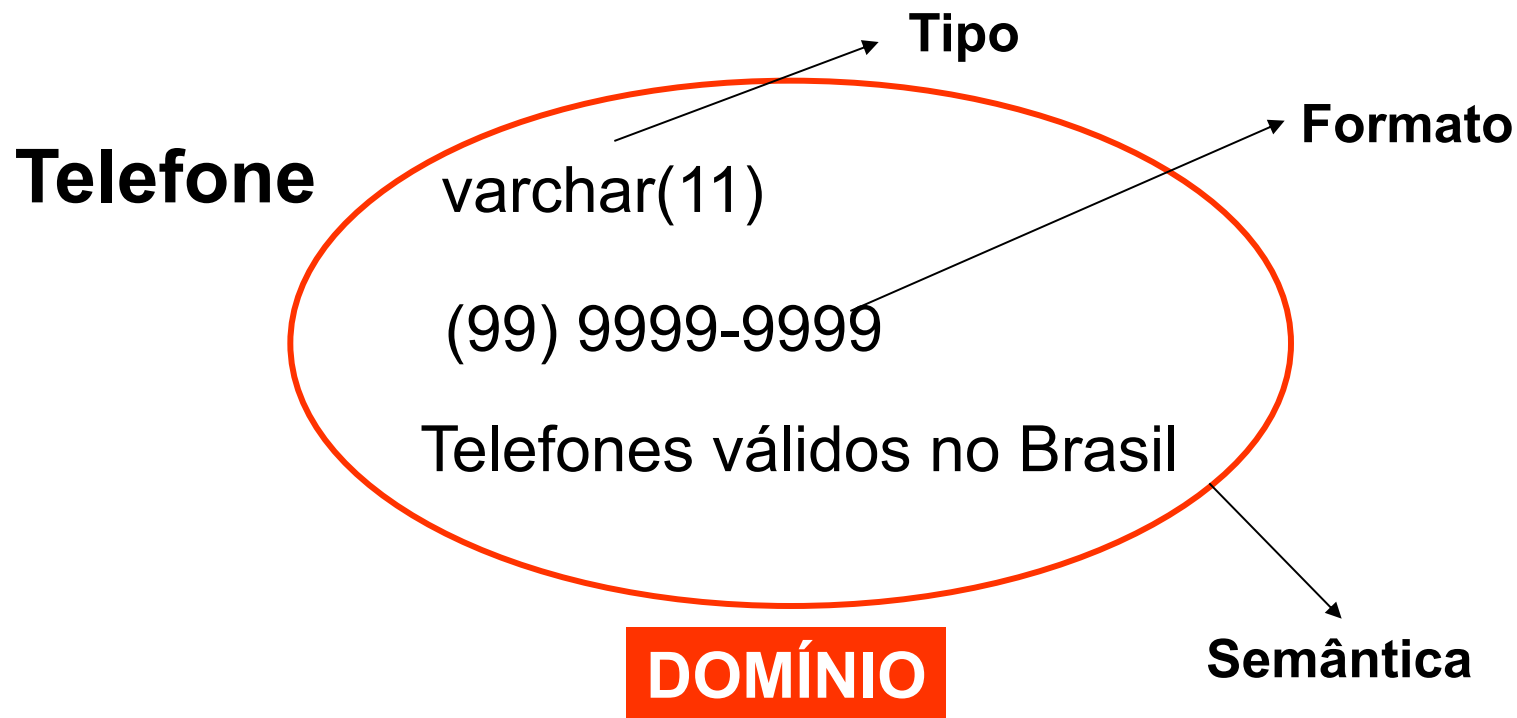 Tipo
Formato
Telefone
varchar(11)
(99) 9999-9999
Telefones válidos no Brasil
Semântica
DOMÍNIO